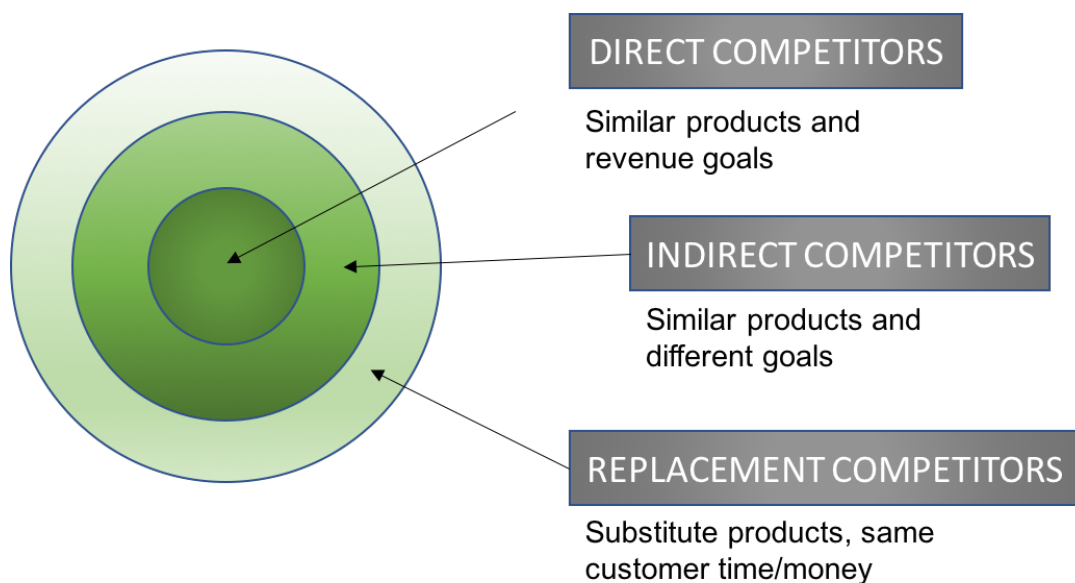 DIRECT COMPETITORS
Similar products and
revenue goals
INDIRECT COMPETITORS
Similar products and
different goals
REPLACEMENT COMPETITORS
Substitute products, same
customer time/money